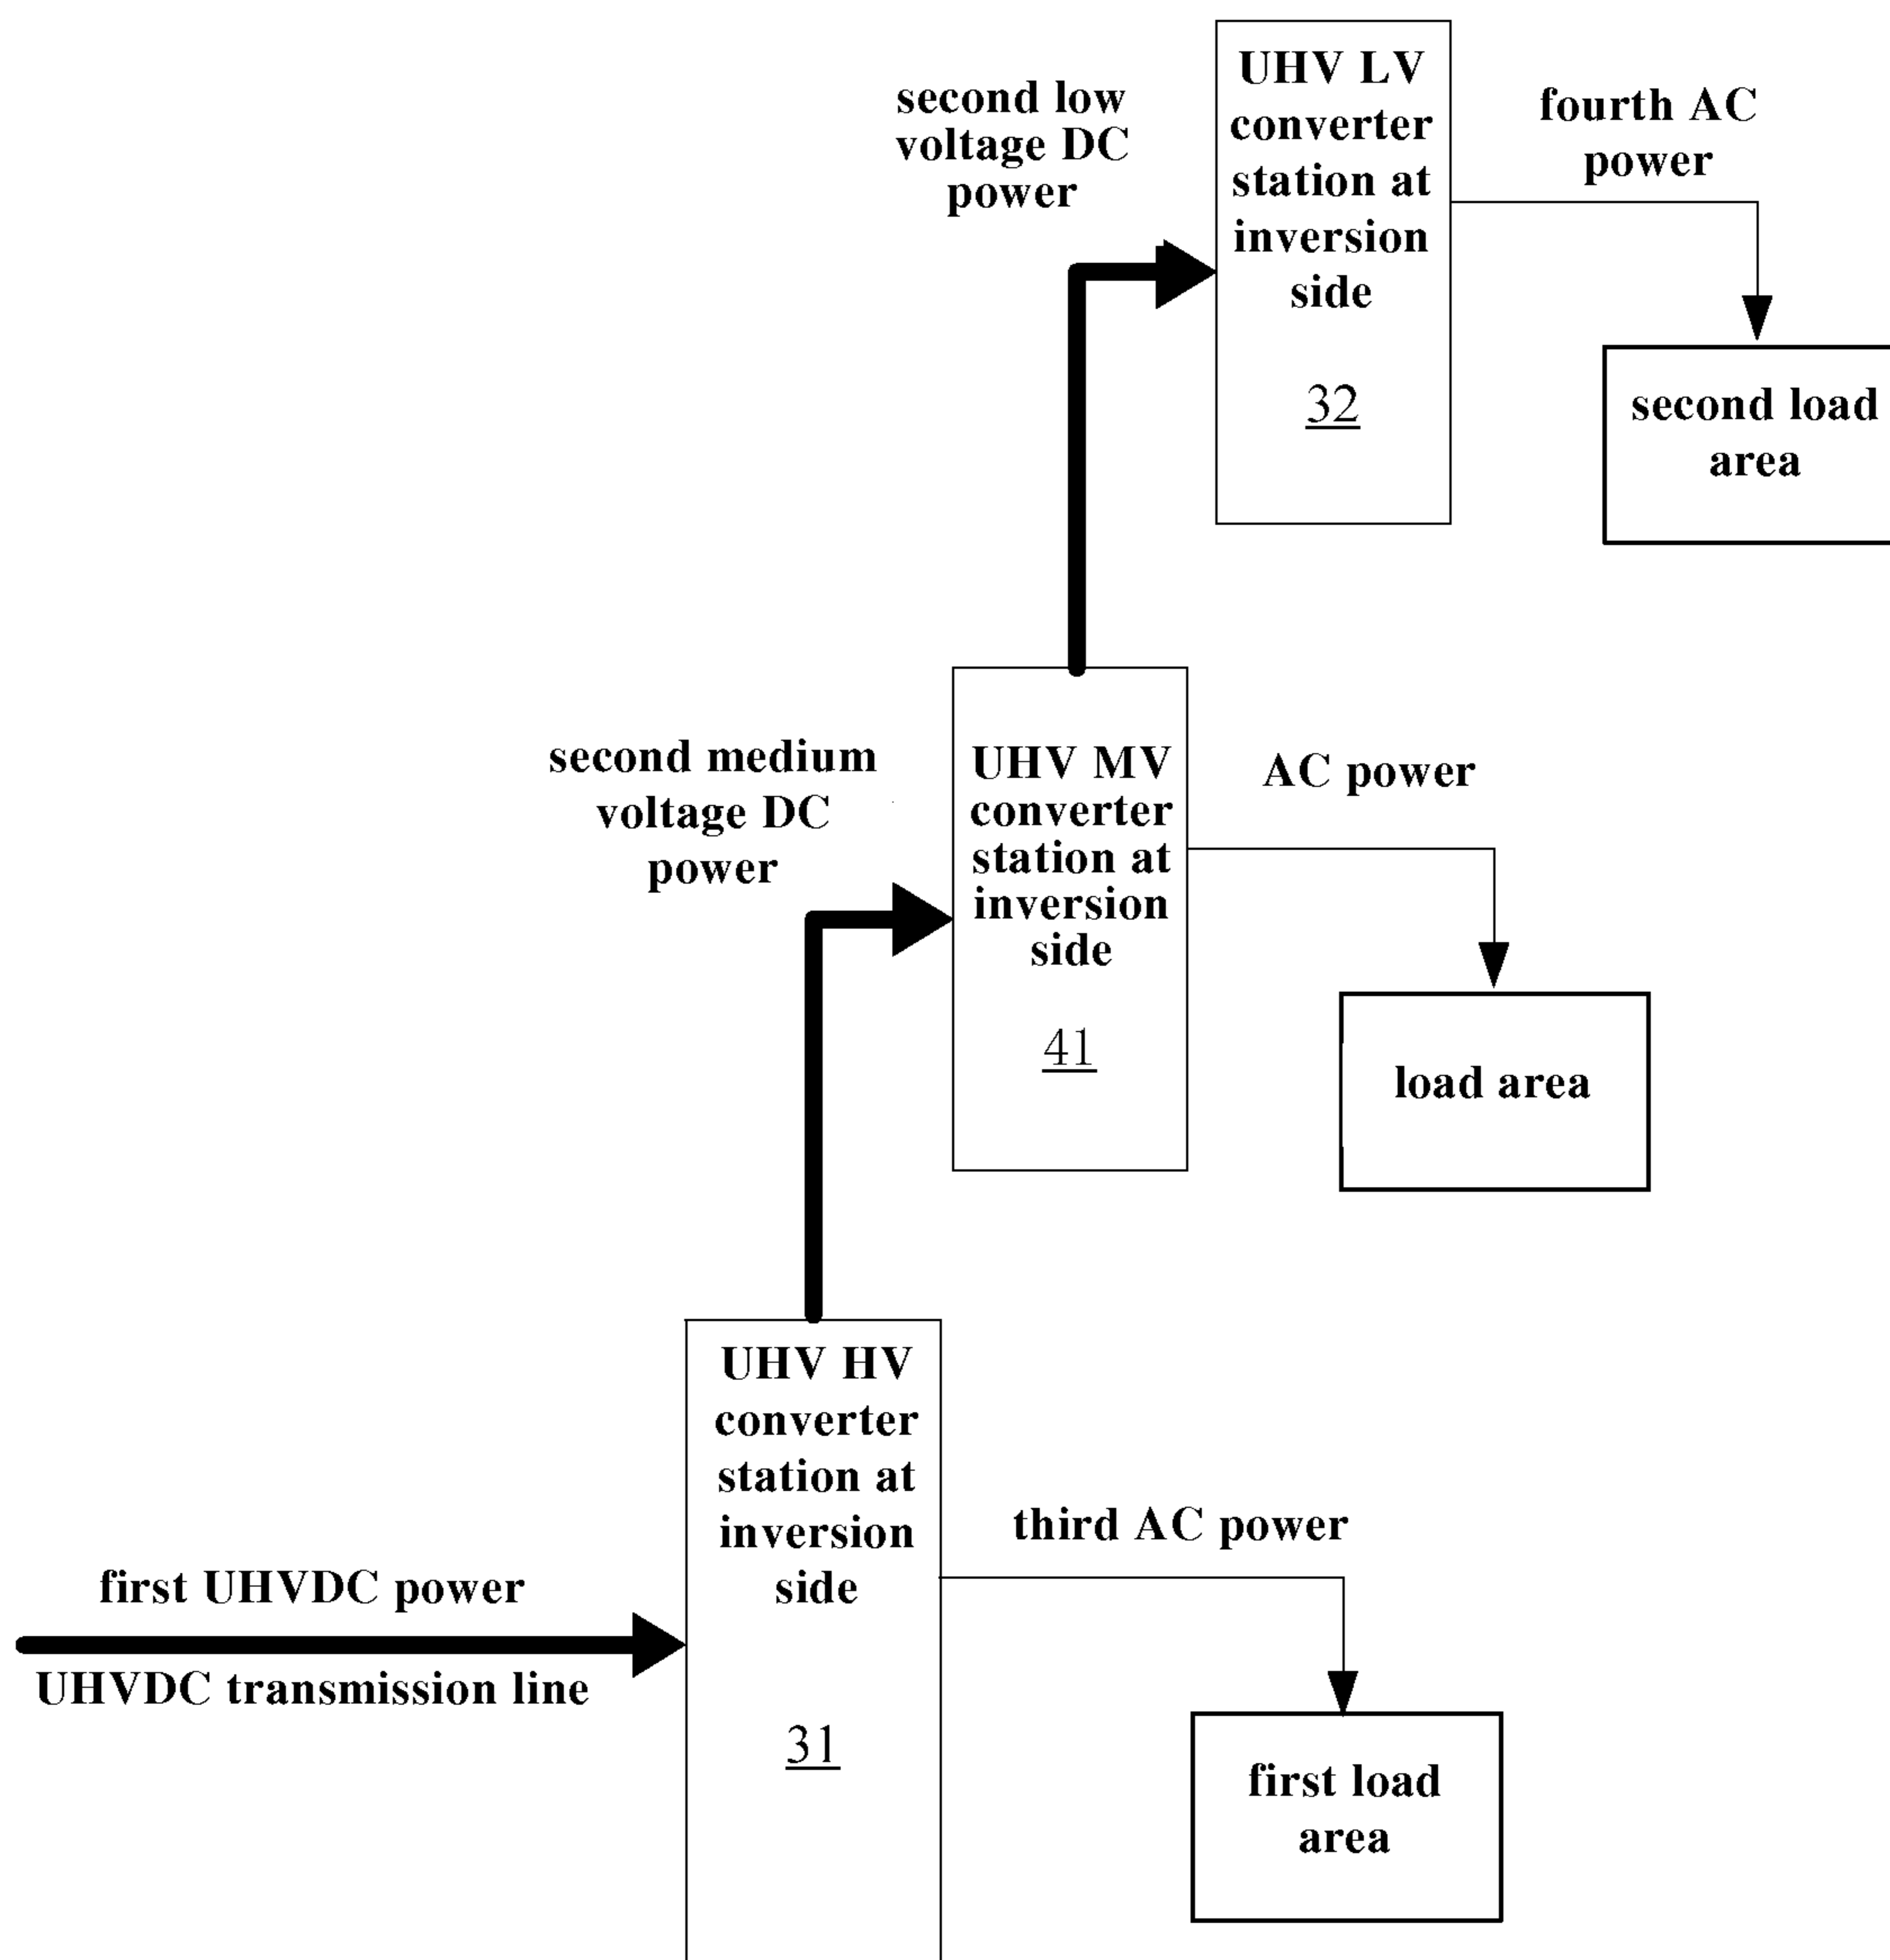 UHV LV
converter
station at
inversion
side
32
second low
voltage DC
power
fourth AC
power
second load
area
second medium
voltage DC
power
UHV MV
converter
station at
inversion
side
41
AC power
load area
UHV HV
converter
station at
inversion
side
31
third AC power
first UHVDC power
UHVDC transmission line
first load
area